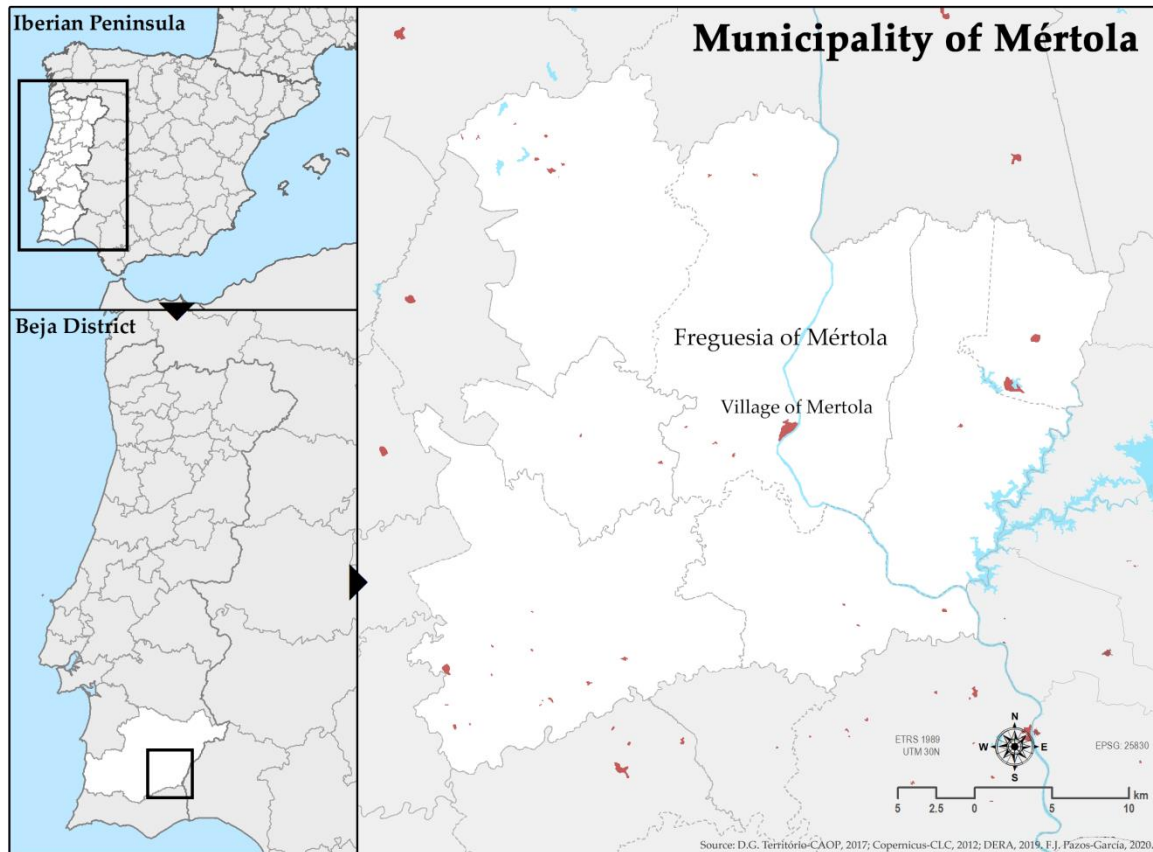 Iberian Peninsula
Beja District
Municipality of Mértola
Freguesia of Mértola
Village of Mertola
N
W E
S
ETRS 1989
UTM 30N
EPSG: 25830
5 2.5 0 5 10 km
Source: D.G. Território-CAOP, 2017; Copernicus-CLC, 2012; DERA, 2019. F.J. Pazos-García, 2020.